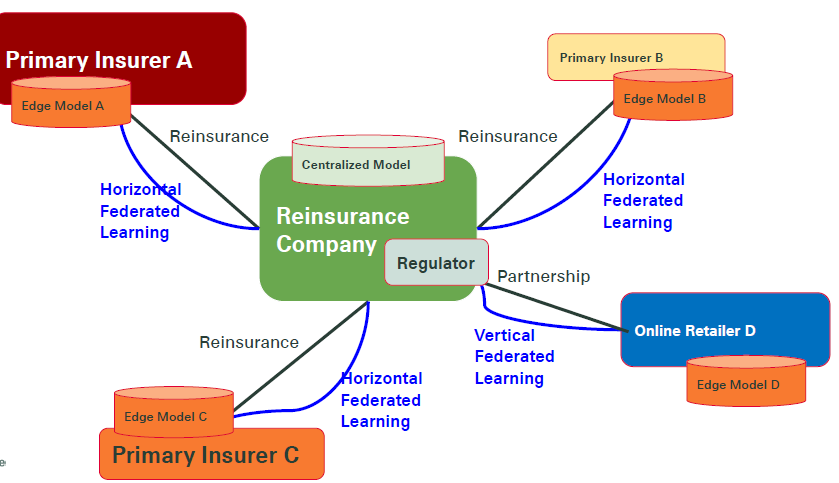 Primary Insurer A
Edge Model A
Primary Insurer B
Edge Model B
Reinsurance
Reinsurance
Centralized Model
Horizontal
Federated
Learning
Horizontal
Federated
Learning
Reinsurance
Company
Regulator
Partnership
Online Retailer D
Edge Model D
Vertical
Federated
Learning
Reinsurance
Horizontal
Federated
Learning
Edge Model C
Primary Insurer C